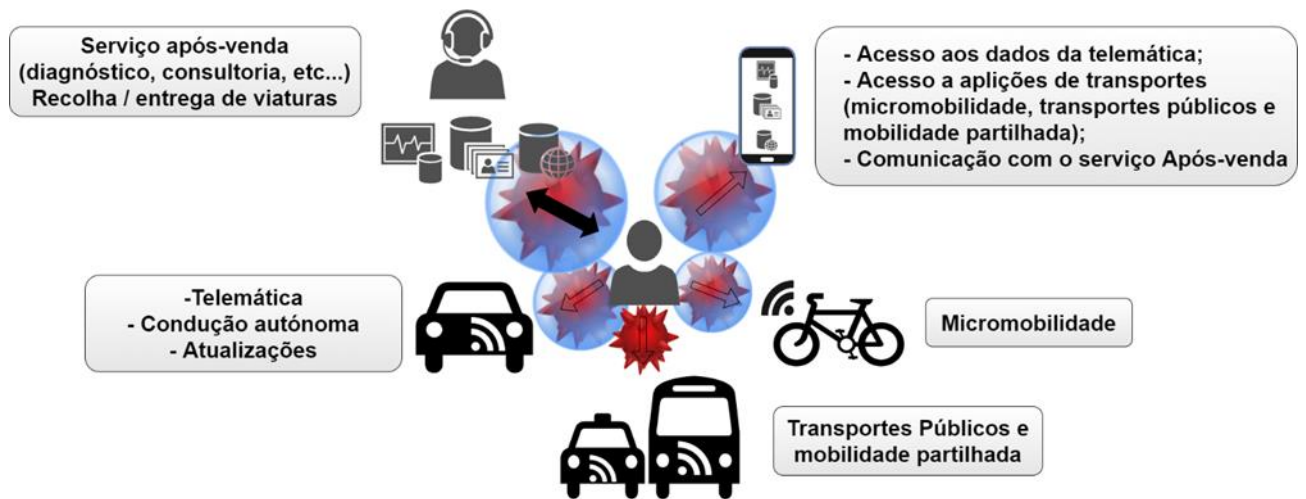 Serviço após-venda
(diagnóstico, consultoria, etc...)
Recolha / entrega de viaturas
- Acesso aos dados da telemática;
- Acesso a aplições de transportes
(micromobilidade, transportes públicos e
mobilidade partilhada);
- Comunicação com o serviço Após-venda
-Telemática
- Condução autónoma
- Atualizações
Micromobilidade
Transportes Públicos e
mobilidade partilhada